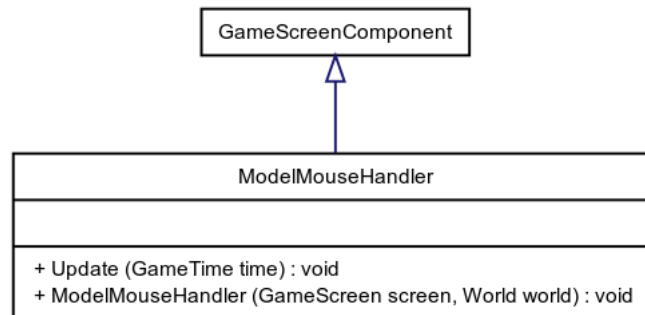 GameScreenComponent
ModelMouseHandler
+ Update (GameTime time) : void
+ ModelMouseHandler (GameScreen screen, World world) : void